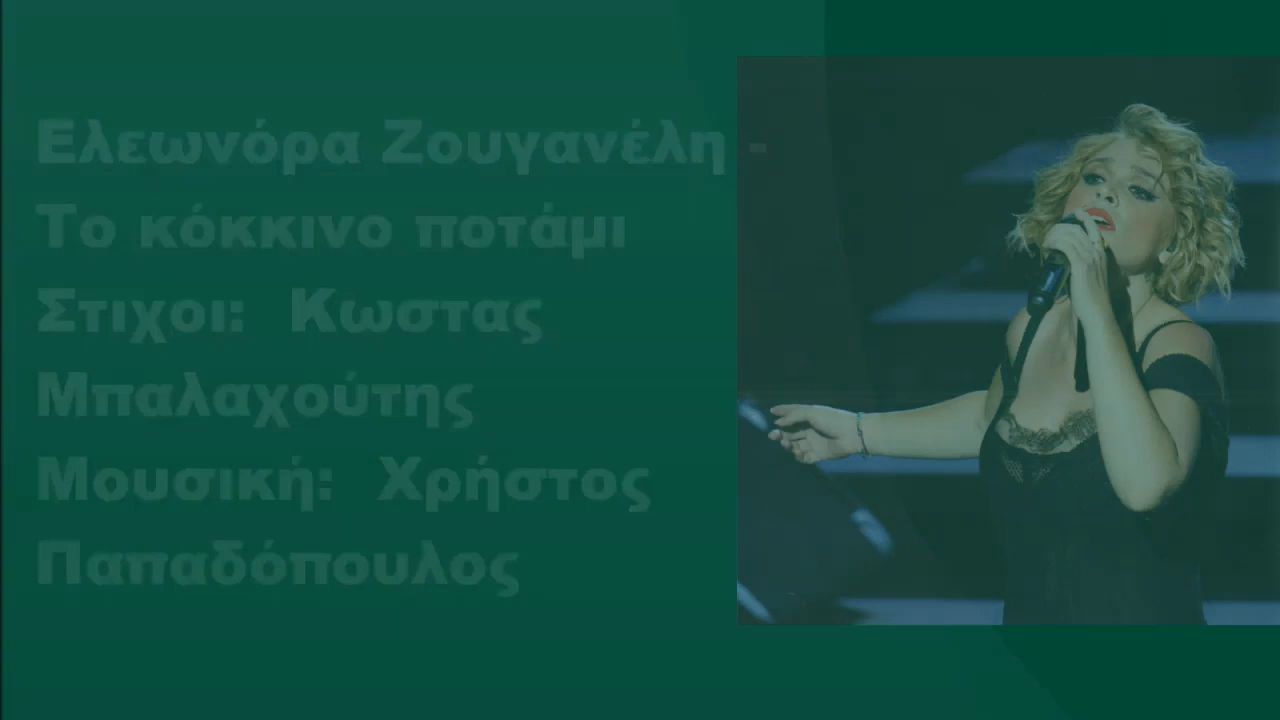 Ελεωνόρα Ζουγανέλη
Το κόκκινο ποτάμι
Στιχοι: Κωστας
Μπαλαχούτης
Μουσική: Χρήστος
Παπαδόπουλος